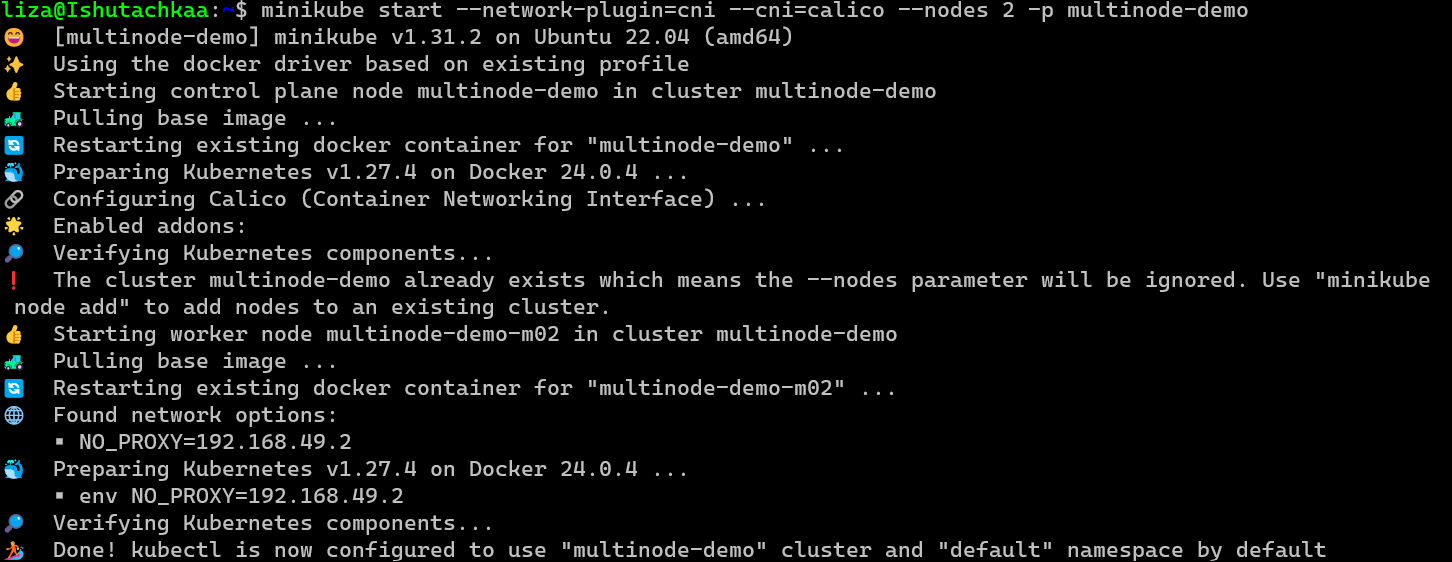 liza@Ishutachkaa:~$ minikube start --network-plugin=cni --cni=calico --nodes 2 -p multinode-demo
😄 [multinode-demo] minikube v1.31.2 on Ubuntu 22.04 (amd64)
✨ Using the docker driver based on existing profile
👍 Starting control plane node multinode-demo in cluster multinode-demo
🚜 Pulling base image ...
🔄 Restarting existing docker container for "multinode-demo" ...
🐳 Preparing Kubernetes v1.27.4 on Docker 24.0.4 ...
🔗 Configuring Calico (Container Networking Interface) ...
🌟 Enabled addons:
🔎 Verifying Kubernetes components...
❗ The cluster multinode-demo already exists which means the --nodes parameter will be ignored. Use "minikube
node add" to add nodes to an existing cluster.
👍 Starting worker node multinode-demo-m02 in cluster multinode-demo
🚜 Pulling base image ...
🔄 Restarting existing docker container for "multinode-demo-m02" ...
🌐 Found network options:
▪ NO_PROXY=192.168.49.2
🐳 Preparing Kubernetes v1.27.4 on Docker 24.0.4 ...
▪ env NO_PROXY=192.168.49.2
🔎 Verifying Kubernetes components...
🏄 Done! kubectl is now configured to use "multinode-demo" cluster and "default" namespace by default